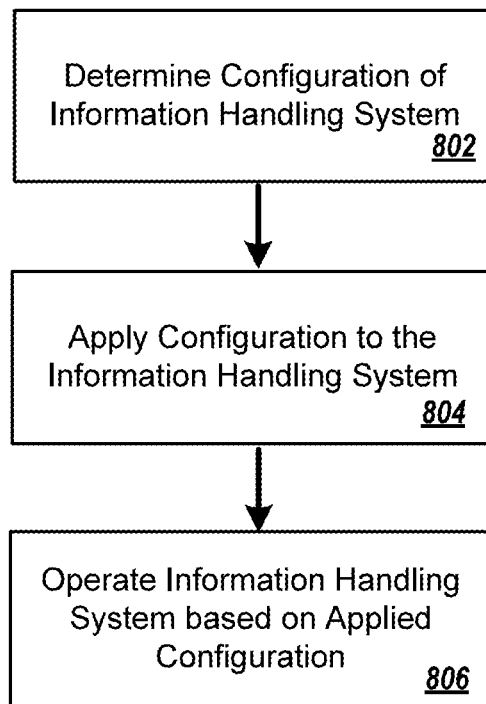 Determine Configuration of
Information Handling System
802
Apply Configuration to the
Information Handling System
804
Operate Information Handling
System based on Applied
Configuration
806